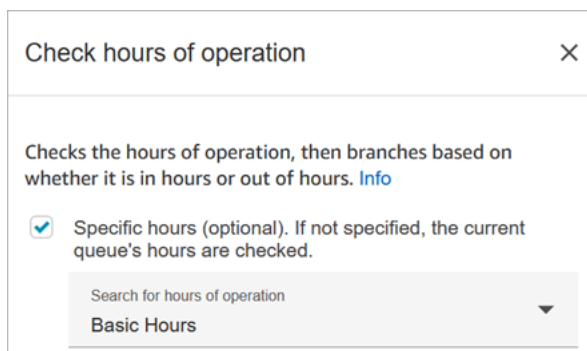 Check hours of operation
Checks the hours of operation, then branches based on
whether it is in hours or out of hours. Info
Specific hours (optional). If not specified, the current
queue's hours are checked.
Search for hours of operation
Basic Hours